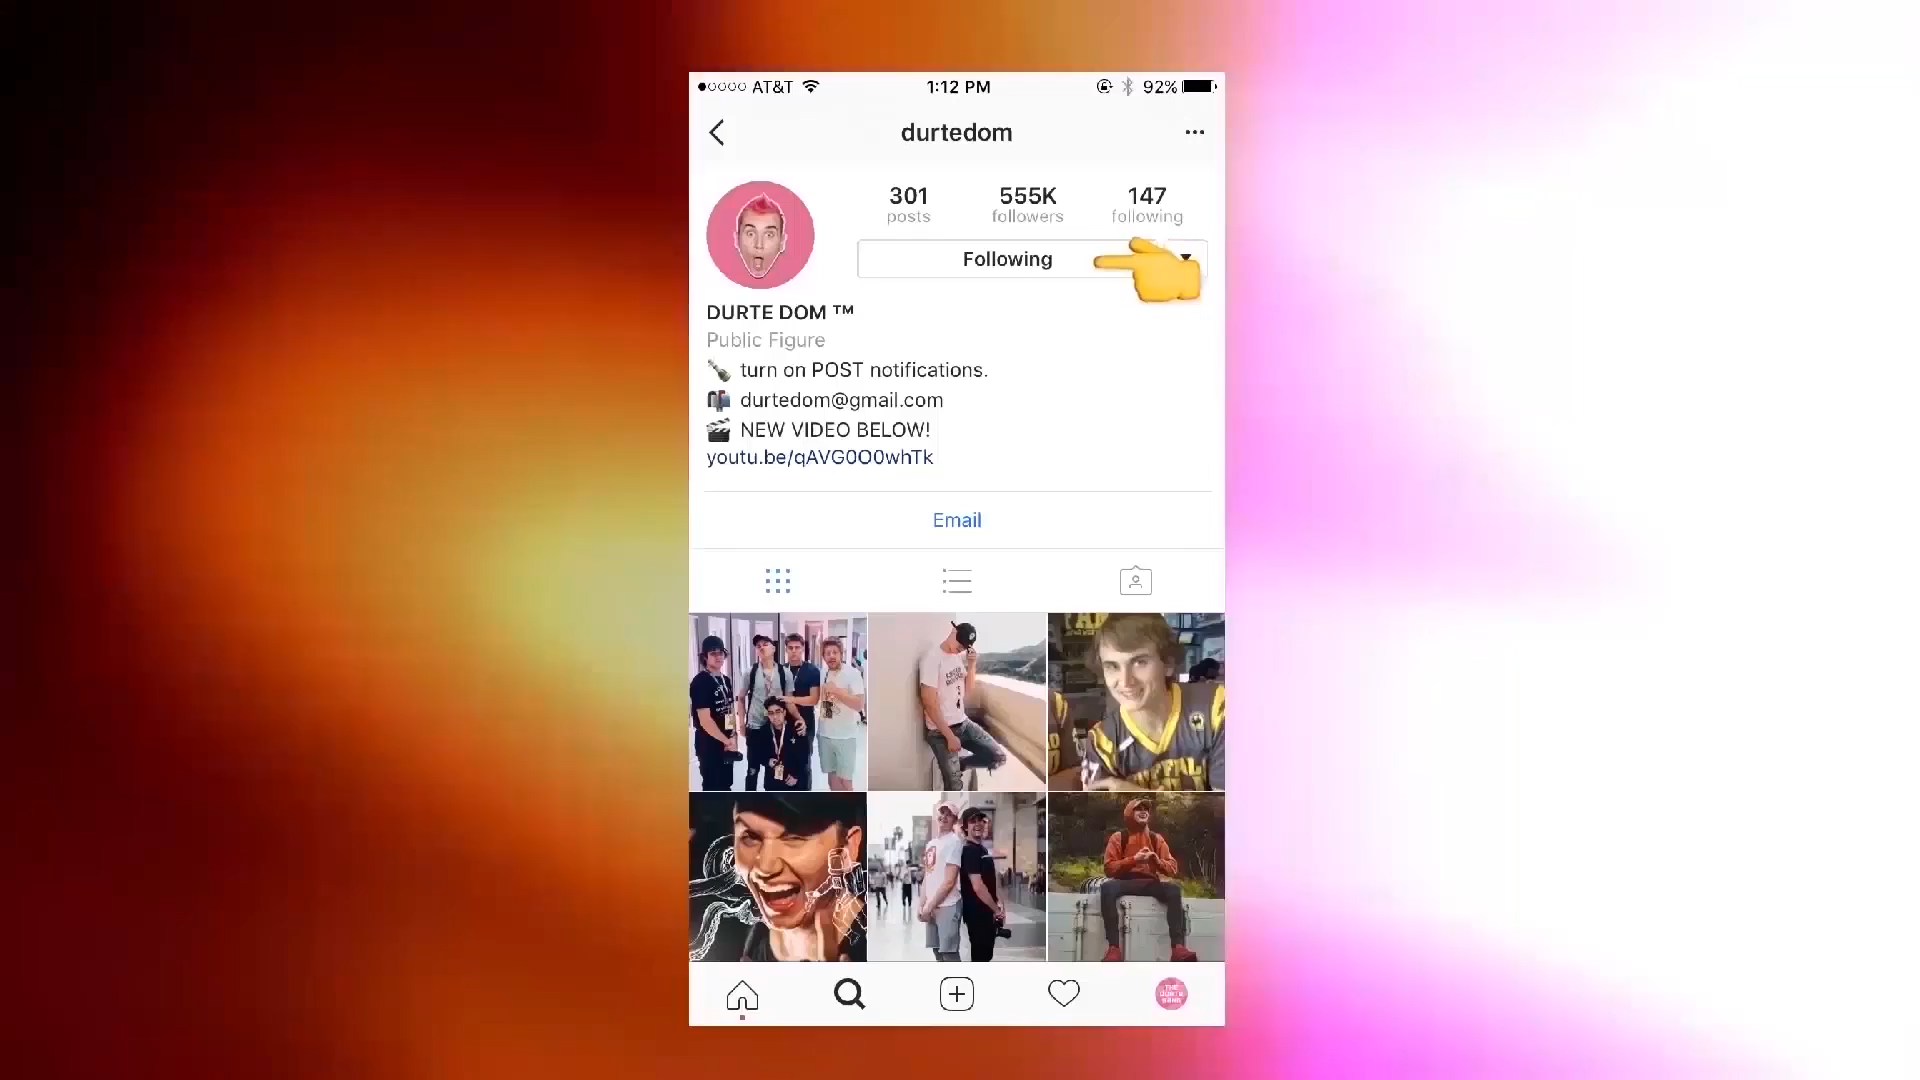 AT&T 1:12 PM 92%
durtedom
301 555K 147
posts followers following
Following
DURTE DOM ™
Public Figure
turn on POST notifications.
durtedom@gmail.com
NEW VIDEO BELOW!
youtu.be/qAVG0O0whTk
Email